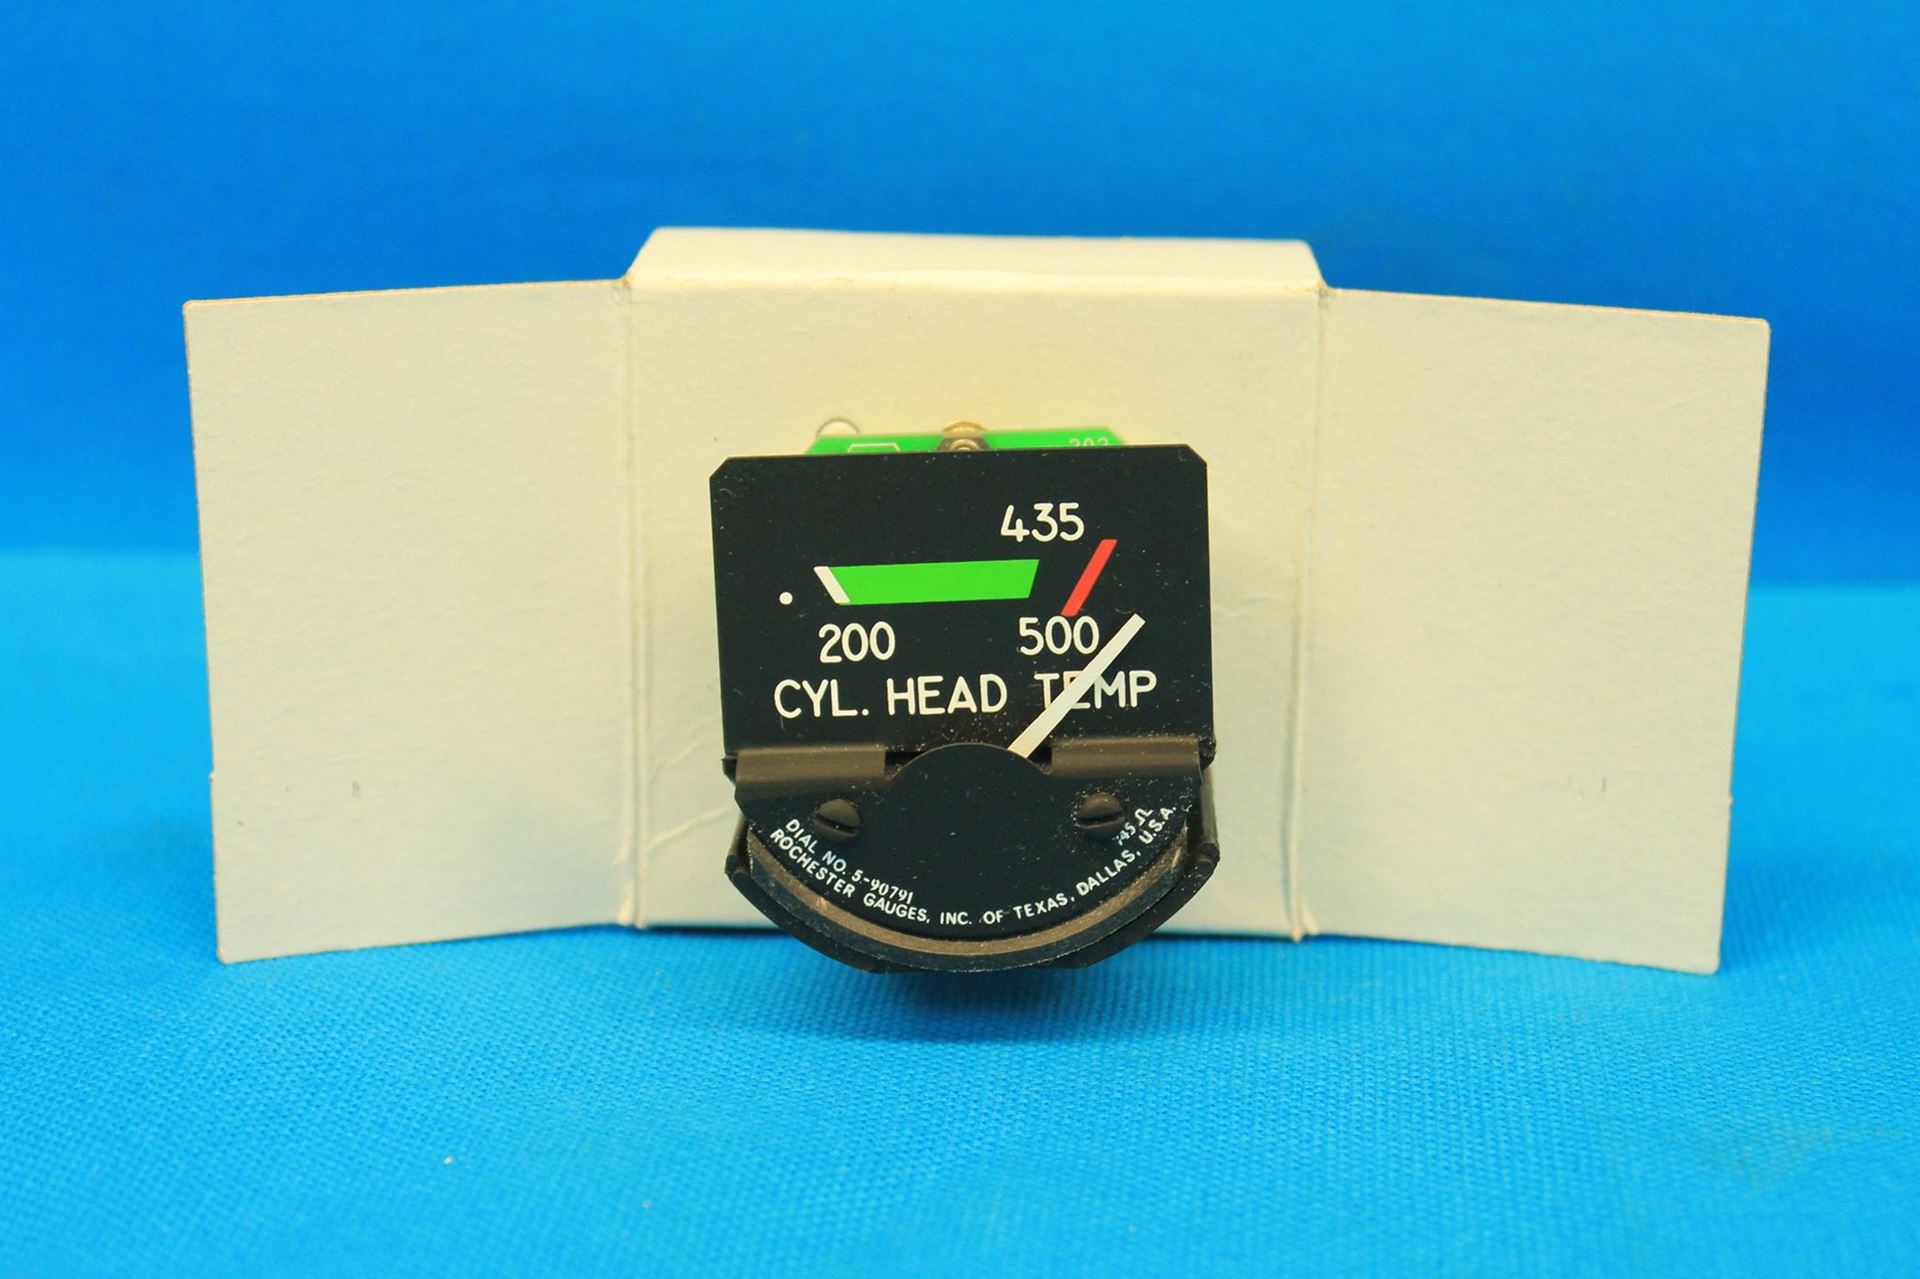 435
200 500
CYL. HEAD TEMP
DIAL NO. 5-90791
ROCHESTER GAUGES, INC. OF TEXAS, DALLAS, U.S.A.